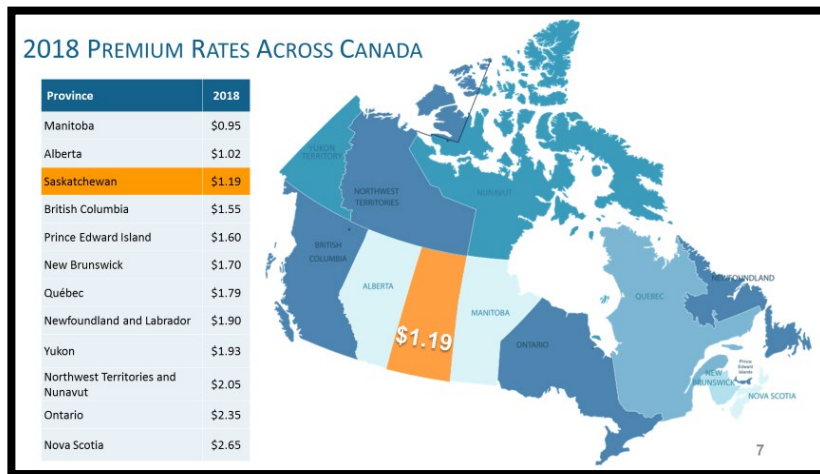 2018 PREMIUM RATES ACROSS CANADA
Province 2018
Manitoba $0.95
Alberta $1.02
Saskatchewan $1.19
British Columbia $1.55
Prince Edward Island $1.60
New Brunswick $1.70
Québec $1.79
Newfoundland and Labrador $1.90
Yukon $1.93
Northwest Territories and
Nunavut $2.05
Ontario $2.35
Nova Scotia $2.65
YUKON
TERRITORY
NORTHWEST
TERRITORIES
NUNAVUT
BRITISH
COLUMBIA
ALBERTA
$1.19
MANITOBA
ONTARIO
QUEBEC
NEWFOUNDLAND
Prince
Edward
Islands
NEW
BRUNSWICK
NOVA SCOTIA
7